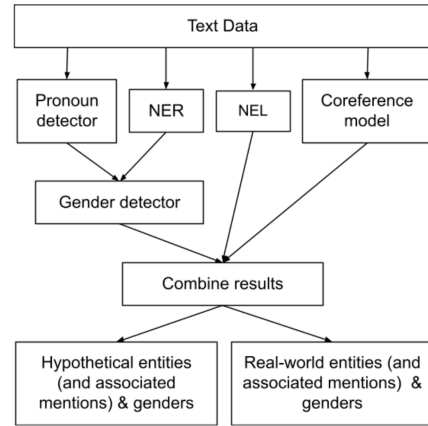 Text Data
Pronoun
detector
NER
NEL
Coreference
model
Gender detector
Combine results
Hypothetical entities
(and associated
mentions) & genders
Real-world entities (and
associated mentions) &
genders